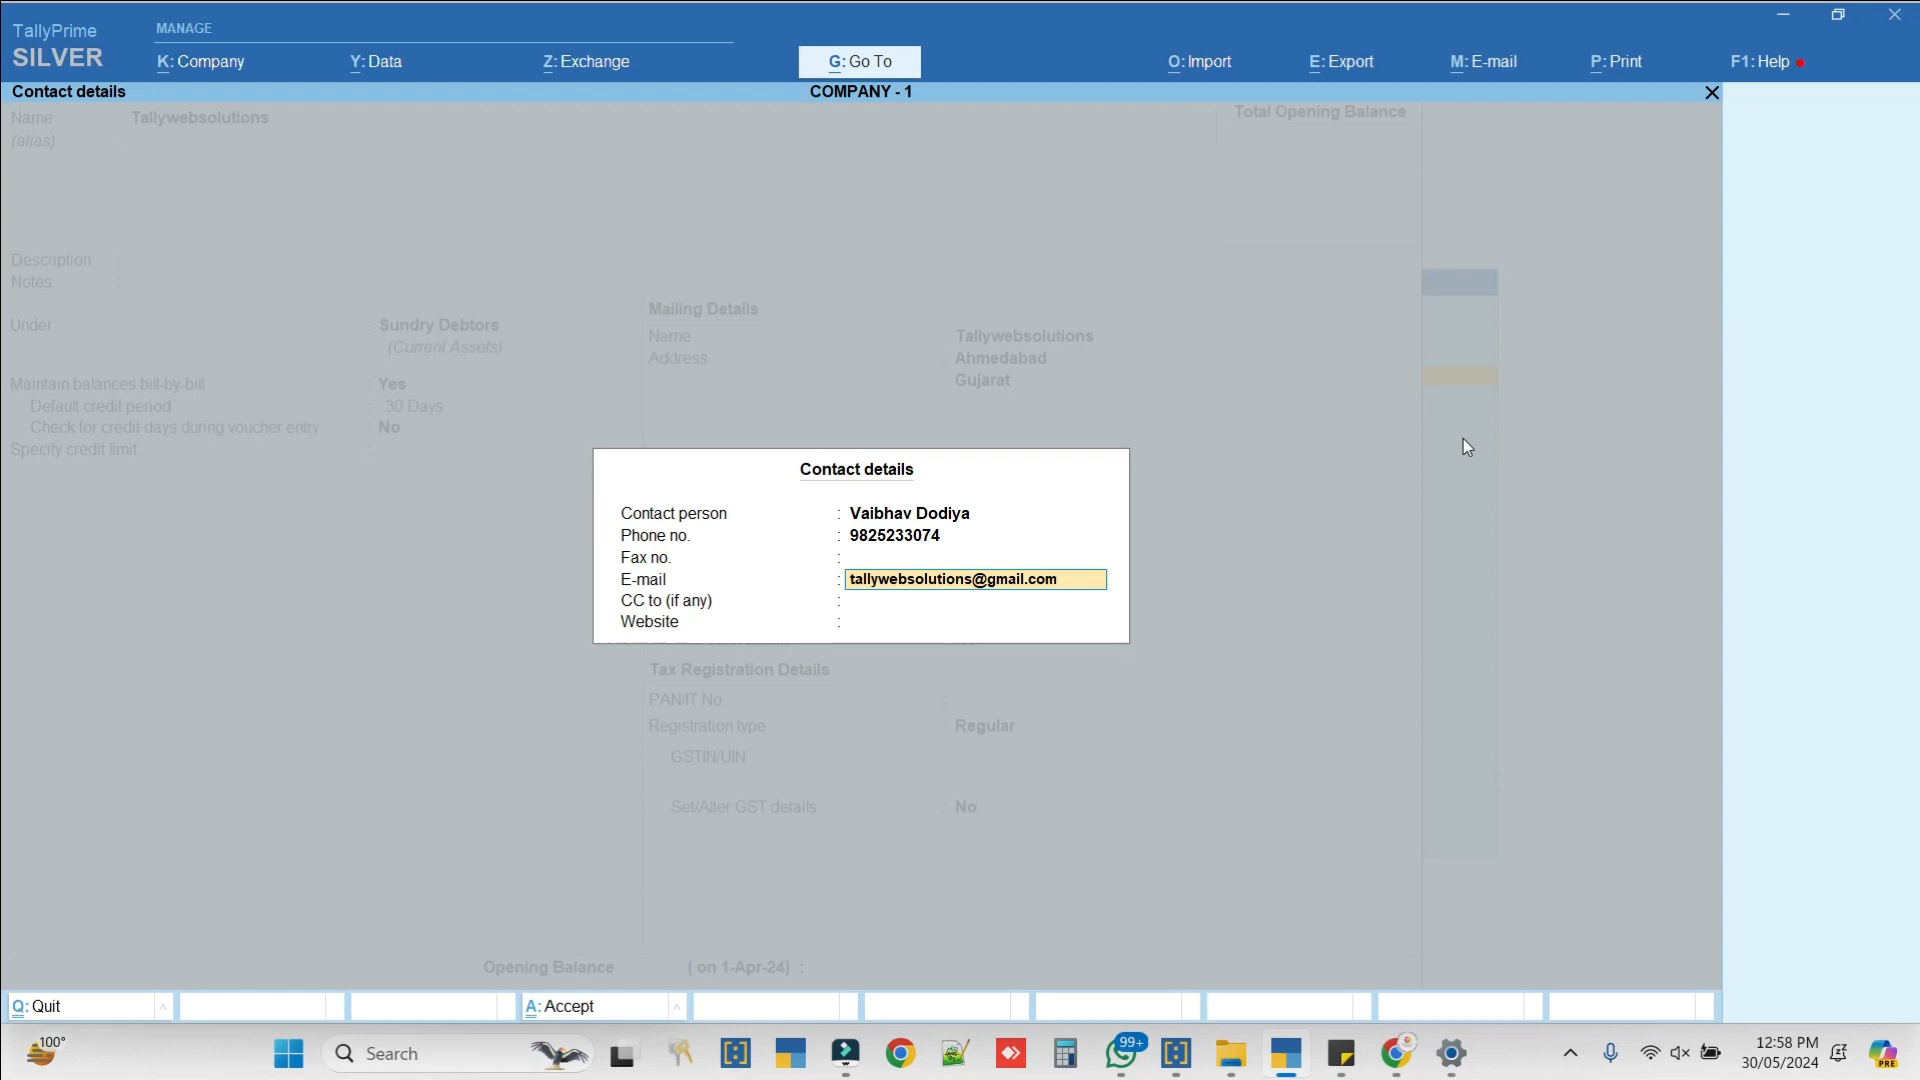 TallyPrime
SILVER
MANAGE
K: Company
Y: Data
Z: Exchange
G: Go To
O: Import
E: Export
M: E-mail
P: Print
F1: Help
Contact details
COMPANY - 1
Name : Tallywebsolutions
(alias) :
Total Opening Balance
Description :
Notes :
Under : Sundry Debtors
(Current Assets)
Maintain balances bill-by-bill : Yes
Default credit period : 30 Days
Check for credit days during voucher entry : No
Specify credit limit :
Mailing Details
Name : Tallywebsolutions
Address : Ahmedabad
Gujarat
Contact details
Contact person : Vaibhav Dodiya
Phone no. : 9825233074
Fax no. :
E-mail : tallywebsolutions@gmail.com
CC to (if any) :
Website :
Tax Registration Details
PAN/IT No. :
Registration type : Regular
GSTIN/UIN
Set/Alter GST details : No
Opening Balance ( on 1-Apr-24) :
Q: Quit
A: Accept
100°
Search
99+
12:58 PM
30/05/2024
PRE